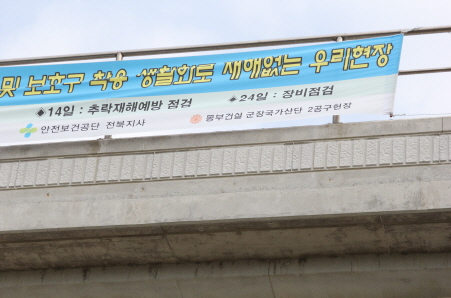 및 보호구 착용 생활화로 재해없는 우리현장
◈14일 : 추락재해예방 점검 ◈24일 : 장비점검
안전보건공단 전북지사 동부건설 군장국가산단 2공구현장